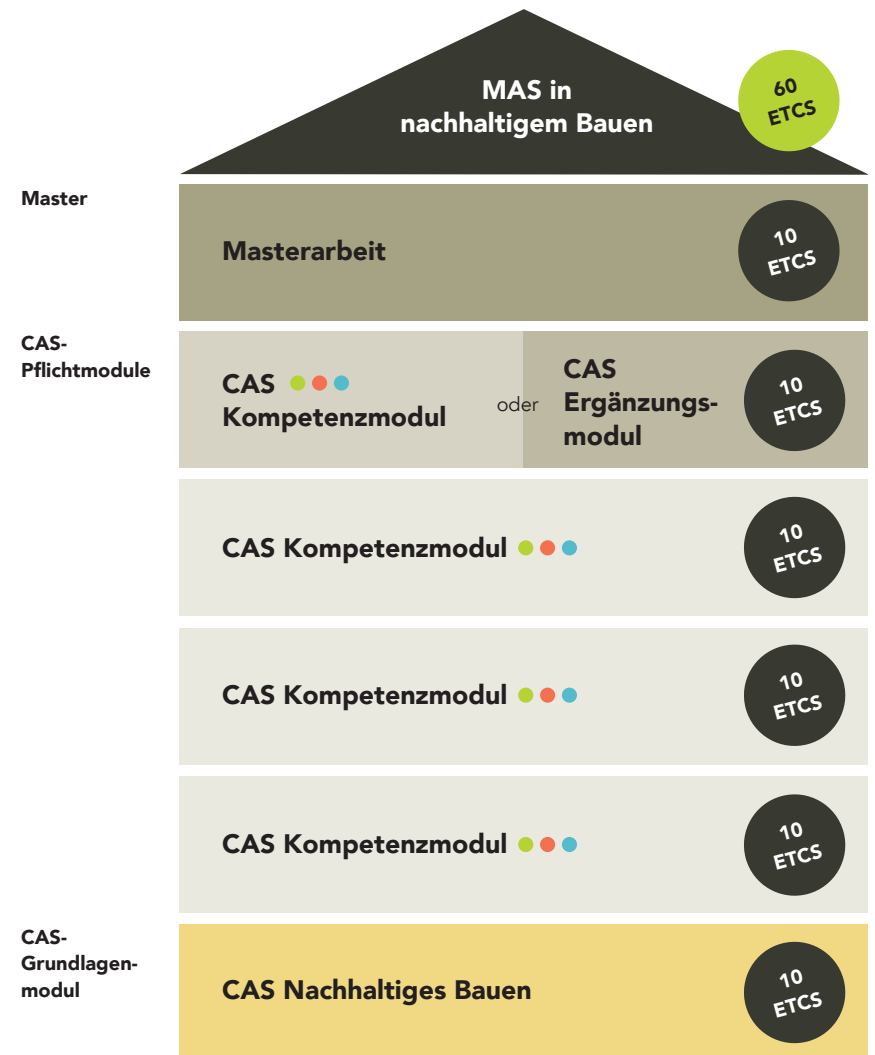 MAS in
nachhaltigem Bauen
60
ETCS
Master
Masterarbeit
10
ETCS
CAS-
Pflichtmodule
CAS
Kompetenzmodul
oder
CAS
Ergänzungs-
modul
10
ETCS
CAS Kompetenzmodul
10
ETCS
CAS Kompetenzmodul
10
ETCS
CAS Kompetenzmodul
10
ETCS
CAS-
Grundlagen-
modul
CAS Nachhaltiges Bauen
10
ETCS